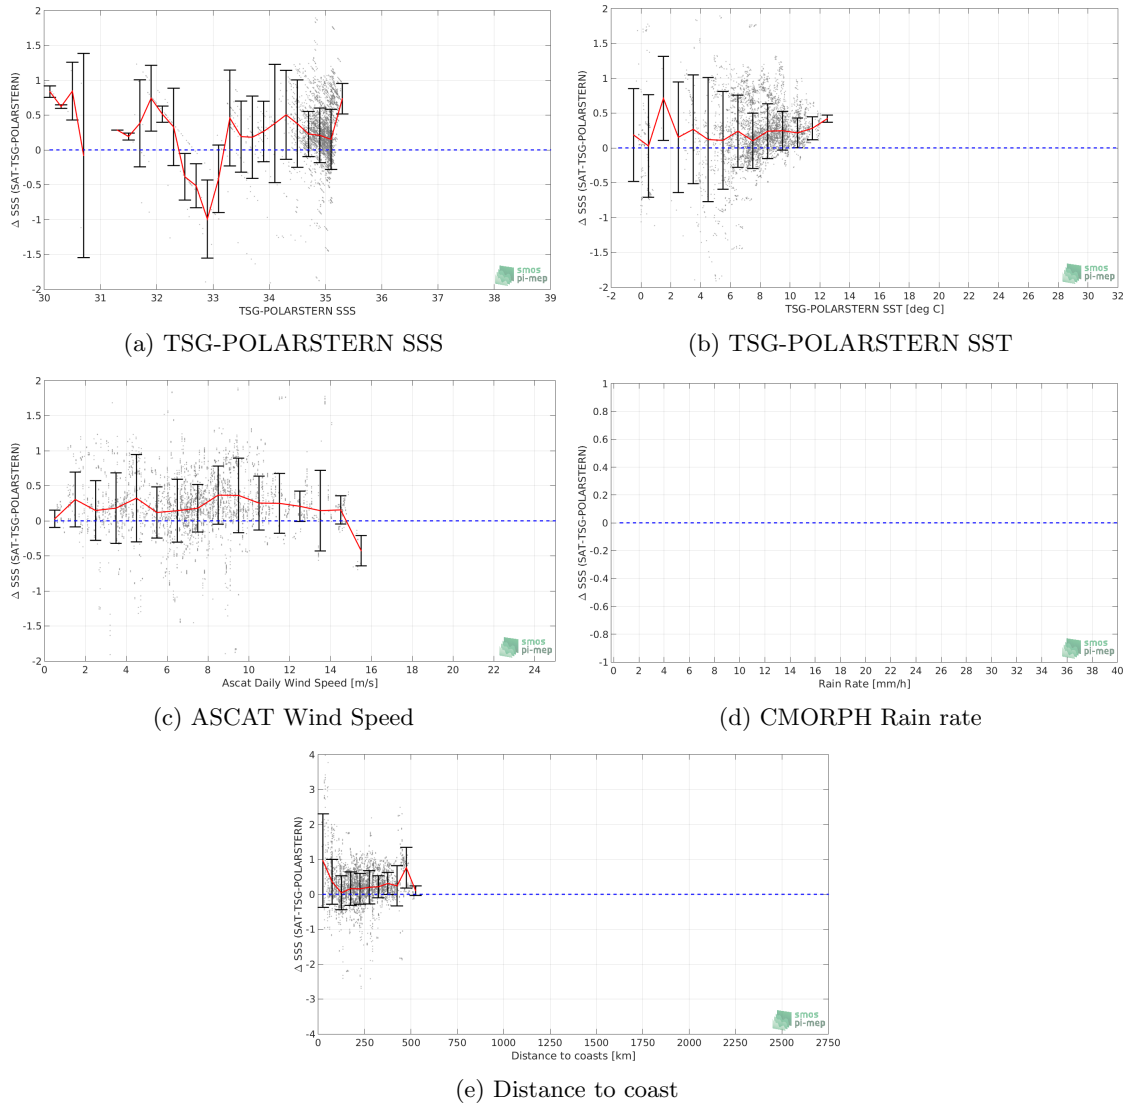 Δ SSS (SAT-TSG-POLARSTERN)
2
1.5
1
0.5
0
-0.5
-1
-1.5
-2
30 31 32 33 34 35 36 37 38 39
TSG-POLARSTERN SSS
smos
pi-mep
(a) TSG-POLARSTERN SSS
Δ SSS (SAT-TSG-POLARSTERN)
2
1.5
1
0.5
0
-0.5
-1
-1.5
-2
-2 0 2 4 6 8 10 12 14 16 18 20 22 24 26 28 30 32
TSG-POLARSTERN SST [deg C]
smos
pi-mep
(b) TSG-POLARSTERN SST
Δ SSS (SAT-TSG-POLARSTERN)
2
1.5
1
0.5
0
-0.5
-1
-1.5
-2
0 2 4 6 8 10 12 14 16 18 20 22 24
Ascat Daily Wind Speed [m/s]
smos
pi-mep
(c) ASCAT Wind Speed
Δ SSS (SAT-TSG-POLARSTERN)
1
0.8
0.6
0.4
0.2
0
-0.2
-0.4
-0.6
-0.8
-1
0 2 4 6 8 10 12 14 16 18 20 22 24 26 28 30 32 34 36 38 40
Rain Rate [mm/h]
smos
pi-mep
(d) CMORPH Rain rate
Δ SSS (SAT-TSG-POLARSTERN)
4
3
2
1
0
-1
-2
-3
-4
0 250 500 750 1000 1250 1500 1750 2000 2250 2500 2750
Distance to coasts [km]
smos
pi-mep
(e) Distance to coast